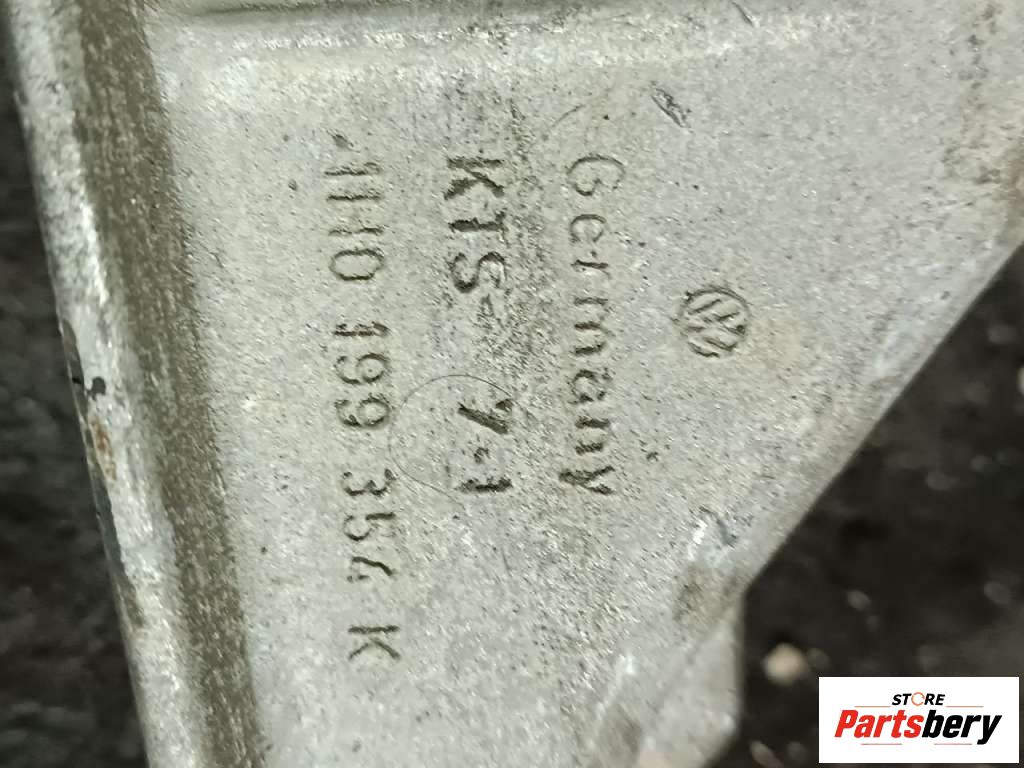 Germany
KTS 7.1
1H0 199 354 K
STORE
Partsbery